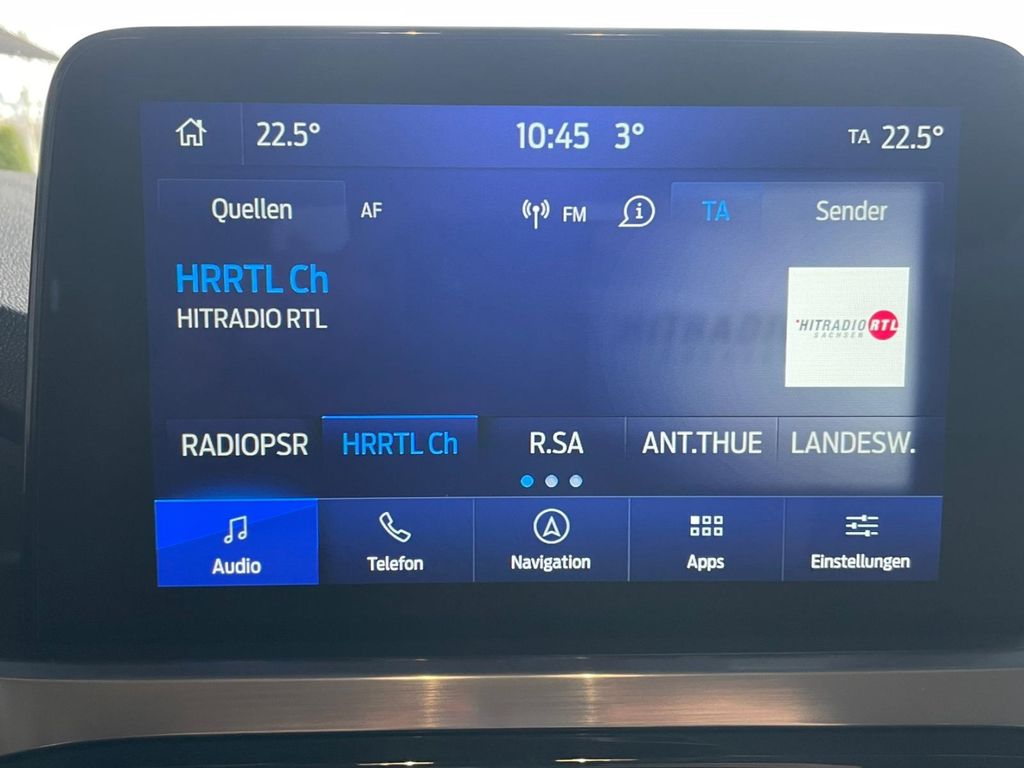 22.5° 10:45 3° TA 22.5°
Quellen AF FM TA Sender
HRRTL Ch
HITRADIO RTL
HITRADIO RTL
SACHSEN
RADIOPSR HRRTL Ch R.SA ANT.THUE LANDESW.
Audio Telefon Navigation Apps Einstellungen